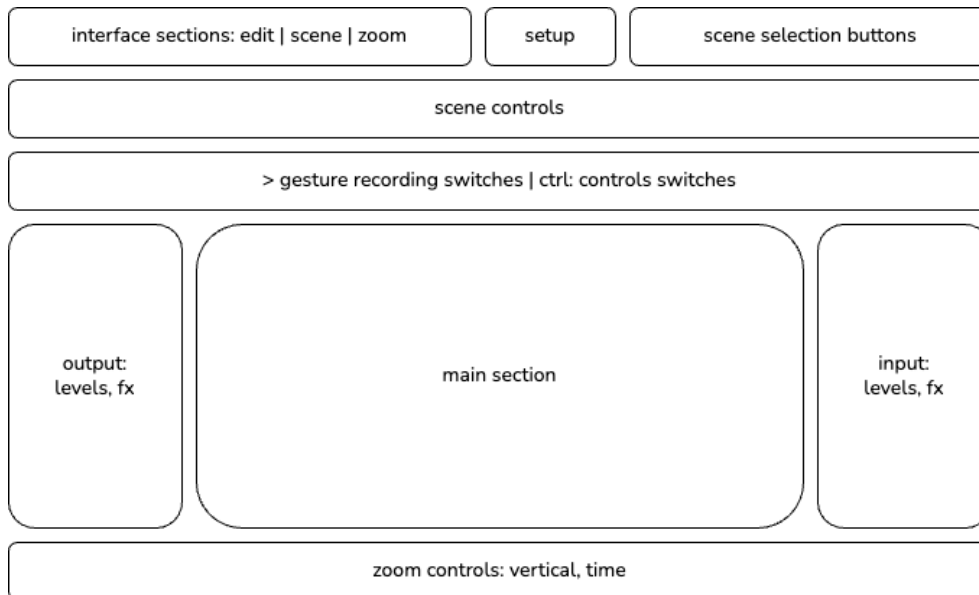 interface sections: edit | scene | zoom
setup
scene selection buttons
scene controls
> gesture recording switches | ctrl: controls switches
output:
levels, fx
main section
input:
levels, fx
zoom controls: vertical, time